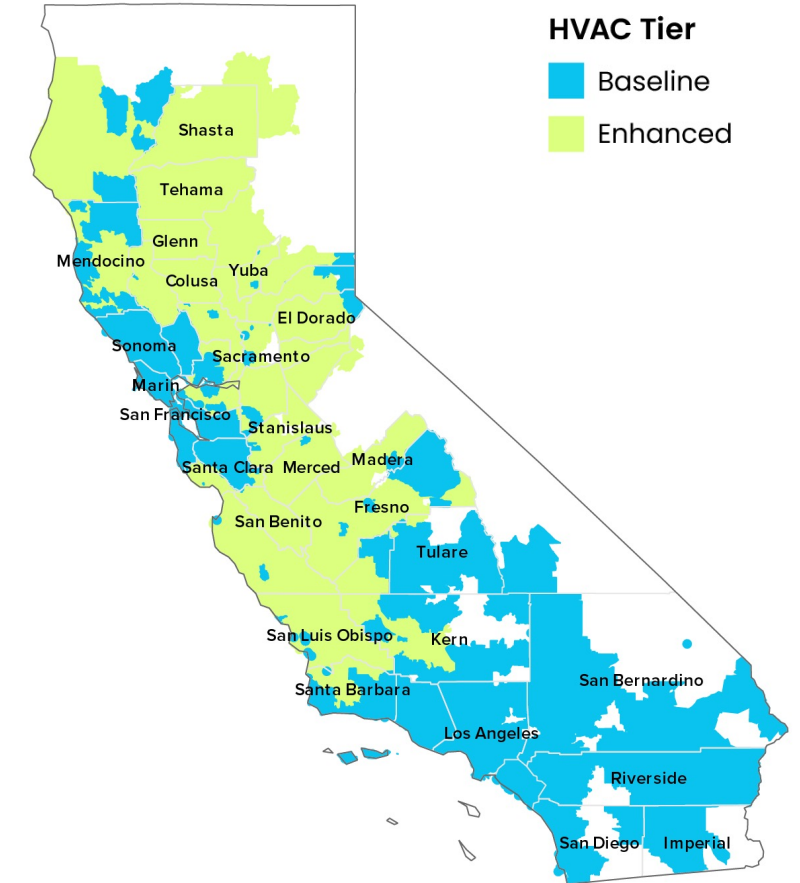 HVAC Tier
Baseline
Enhanced
Shasta
Tehama
Glenn
Mendocino
Yuba
Colusa
El Dorado
Sonoma
Sacramento
Marin
San Francisco
Stanislaus
Madera
Santa Clara
Merced
Fresno
San Benito
Tulare
San Luis Obispo
Kern
San Bernardino
Santa Barbara
Los Angeles
Riverside
San Diego
Imperial